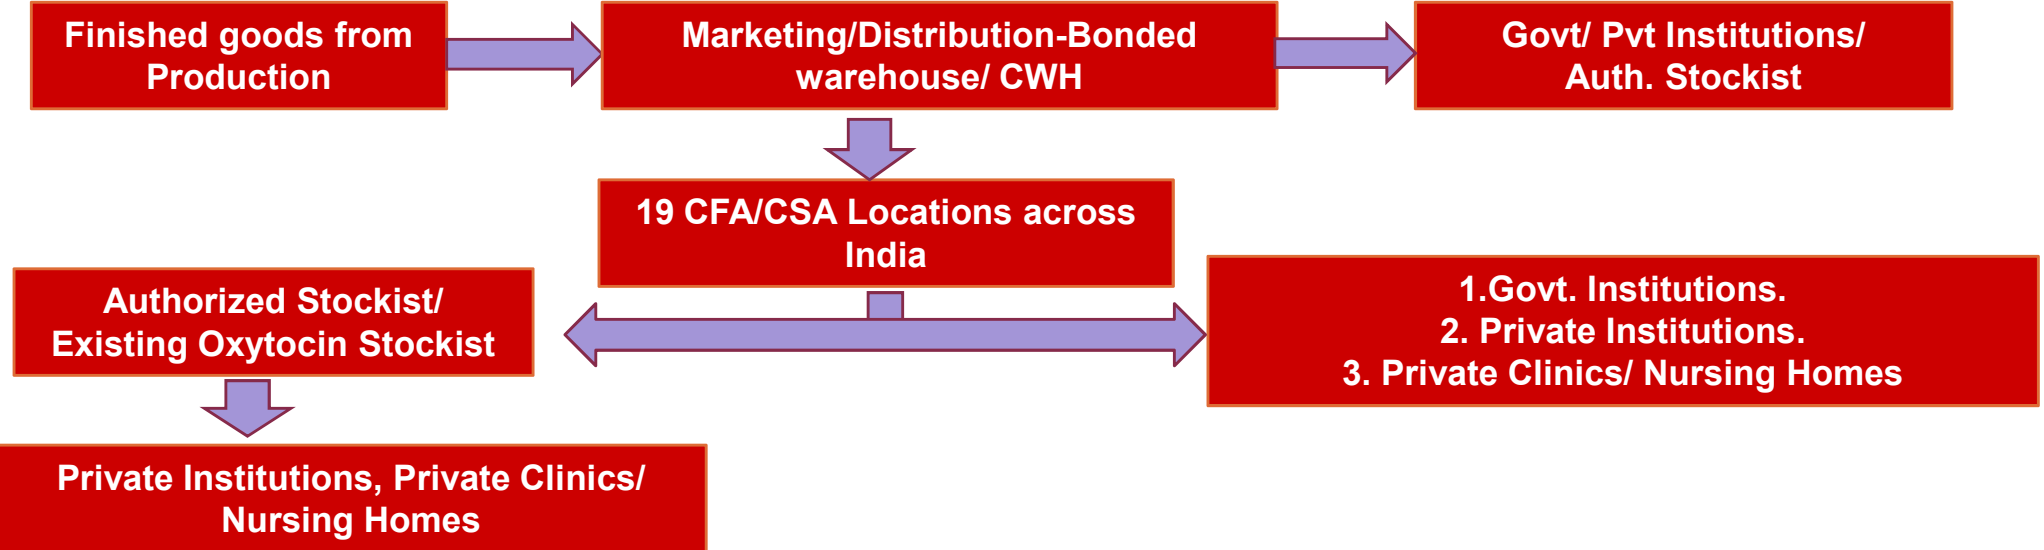 Finished goods from
Production
Marketing/Distribution-Bonded
warehouse/ CWH
Govt/ Pvt Institutions/
Auth. Stockist
19 CFA/CSA Locations across
India
Authorized Stockist/
Existing Oxytocin Stockist
1.Govt. Institutions.
2. Private Institutions.
3. Private Clinics/ Nursing Homes
Private Institutions, Private Clinics/
Nursing Homes